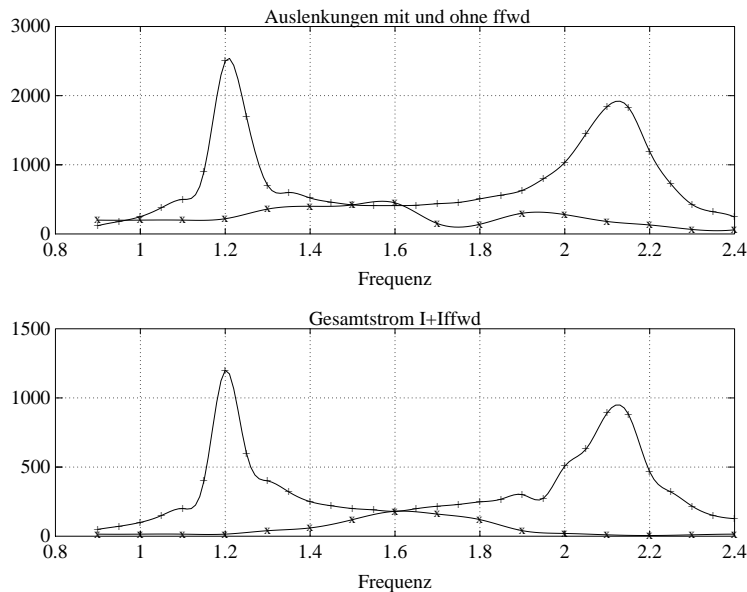 Auslenkungen mit und ohne ffwd
3000
2000
1000
0
0.8 1 1.2 1.4 1.6 1.8 2 2.2 2.4
Frequenz
Gesamtstrom I+Iffwd
1500
1000
500
0
0.8 1 1.2 1.4 1.6 1.8 2 2.2 2.4
Frequenz